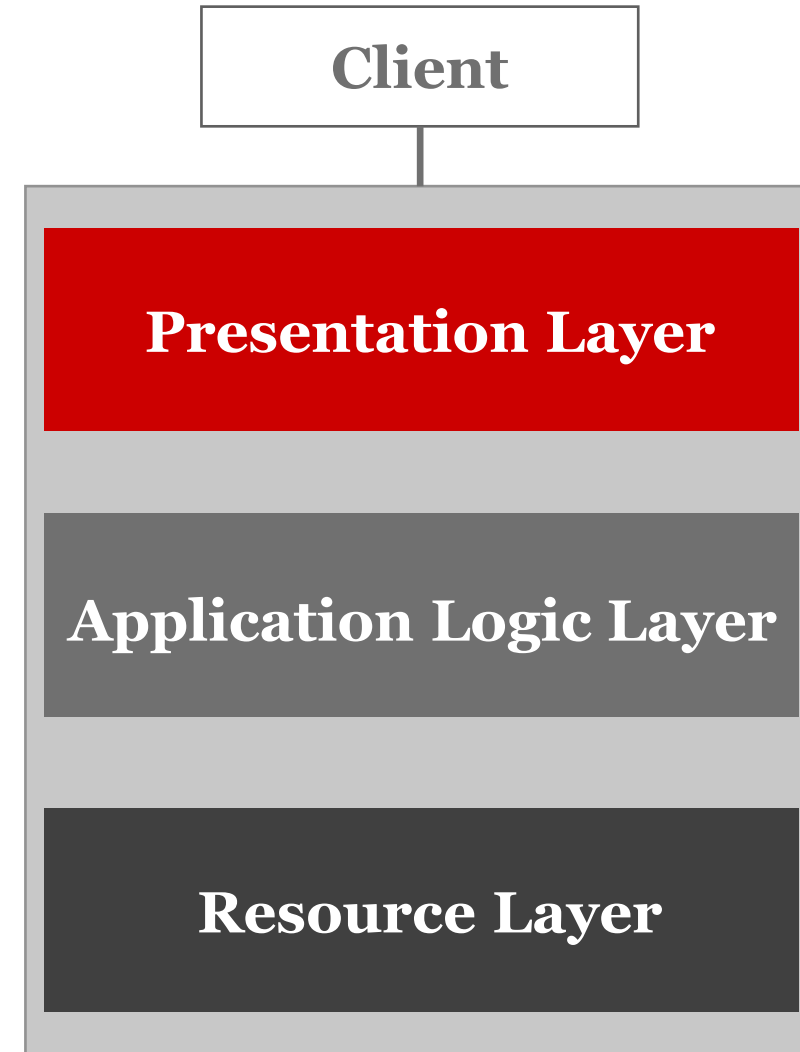 Client
Presentation Layer
Application Logic Layer
Resource Layer